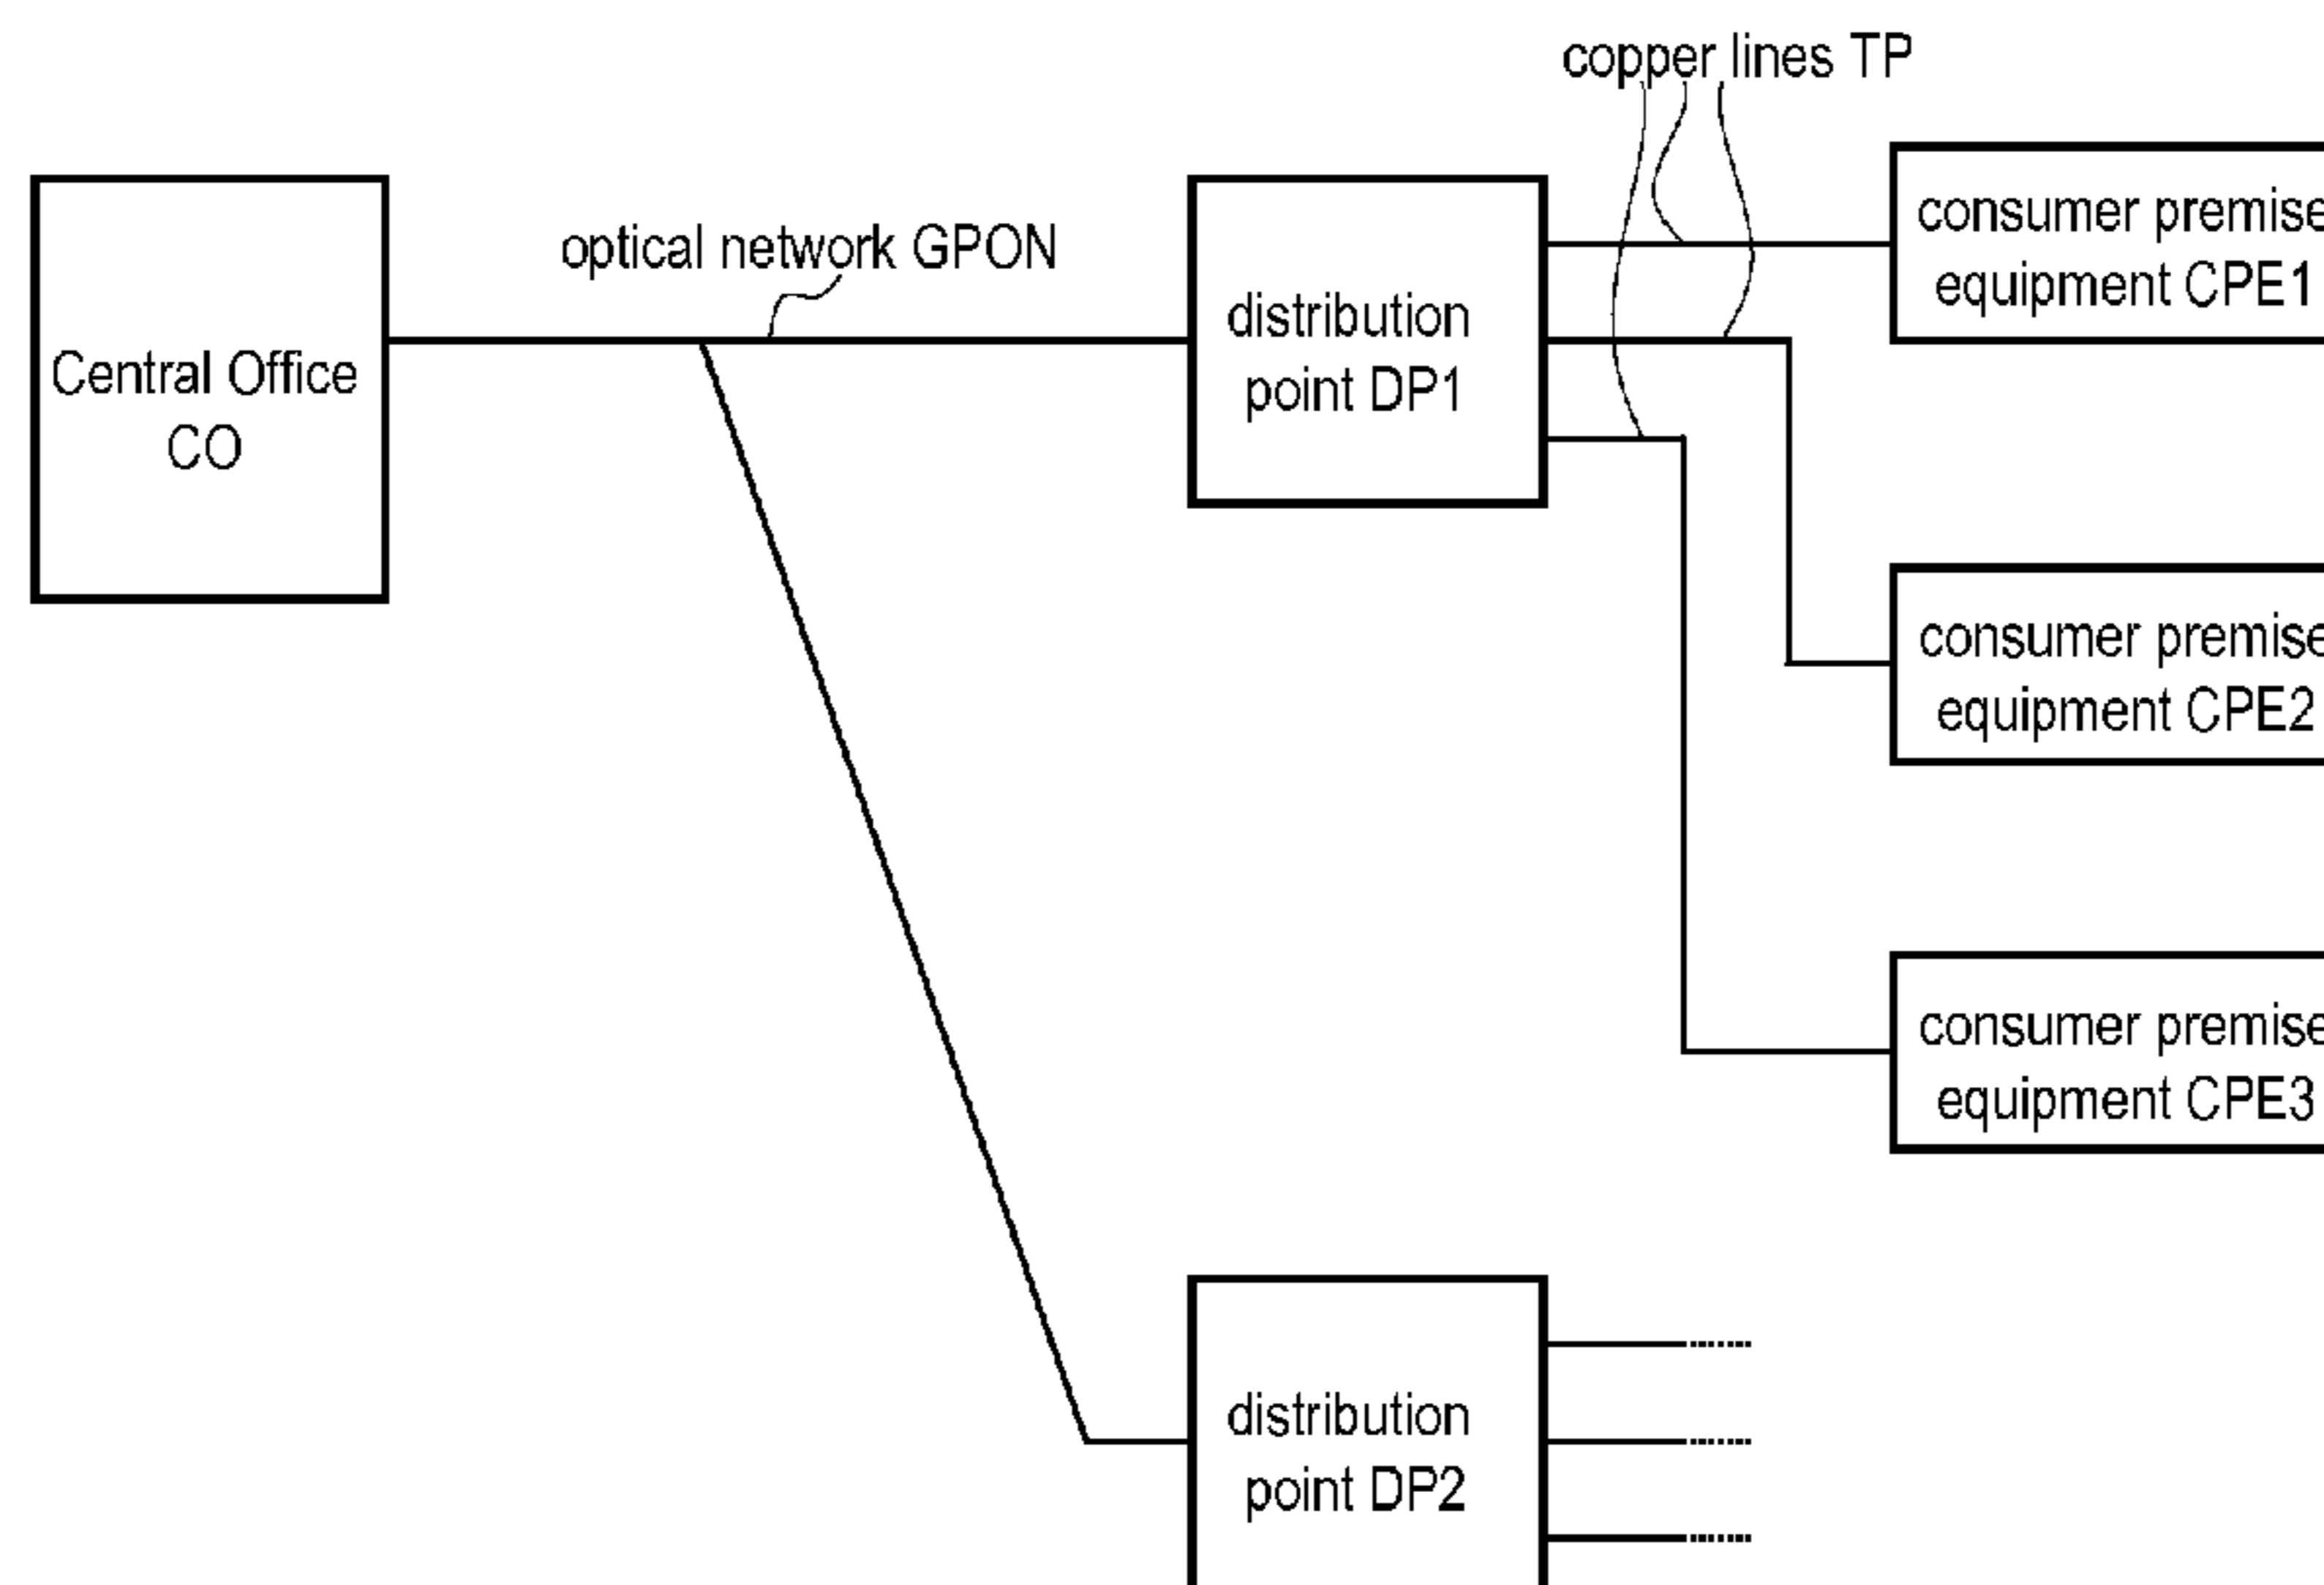 copper lines TP
optical network GPON
Central Office
CO
distribution
point DP1
consumer premise
equipment CPE1
consumer premise
equipment CPE2
consumer premise
equipment CPE3
distribution
point DP2